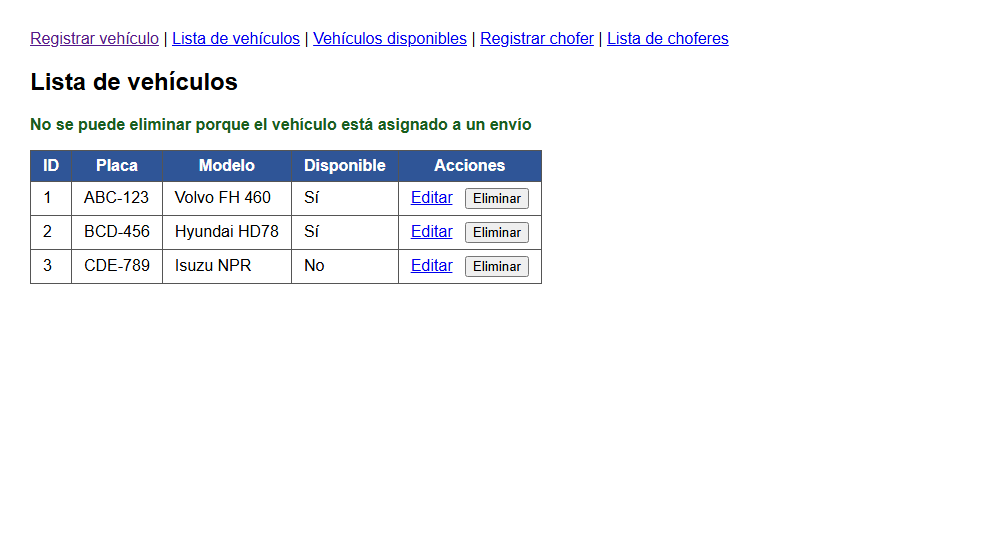 Registrar vehículo | Lista de vehículos | Vehículos disponibles | Registrar chofer | Lista de choferes
Lista de vehículos
No se puede eliminar porque el vehículo está asignado a un envío
ID Placa Modelo Disponible Acciones
1 ABC-123 Volvo FH 460 Sí Editar Eliminar
2 BCD-456 Hyundai HD78 Sí Editar Eliminar
3 CDE-789 Isuzu NPR No Editar Eliminar